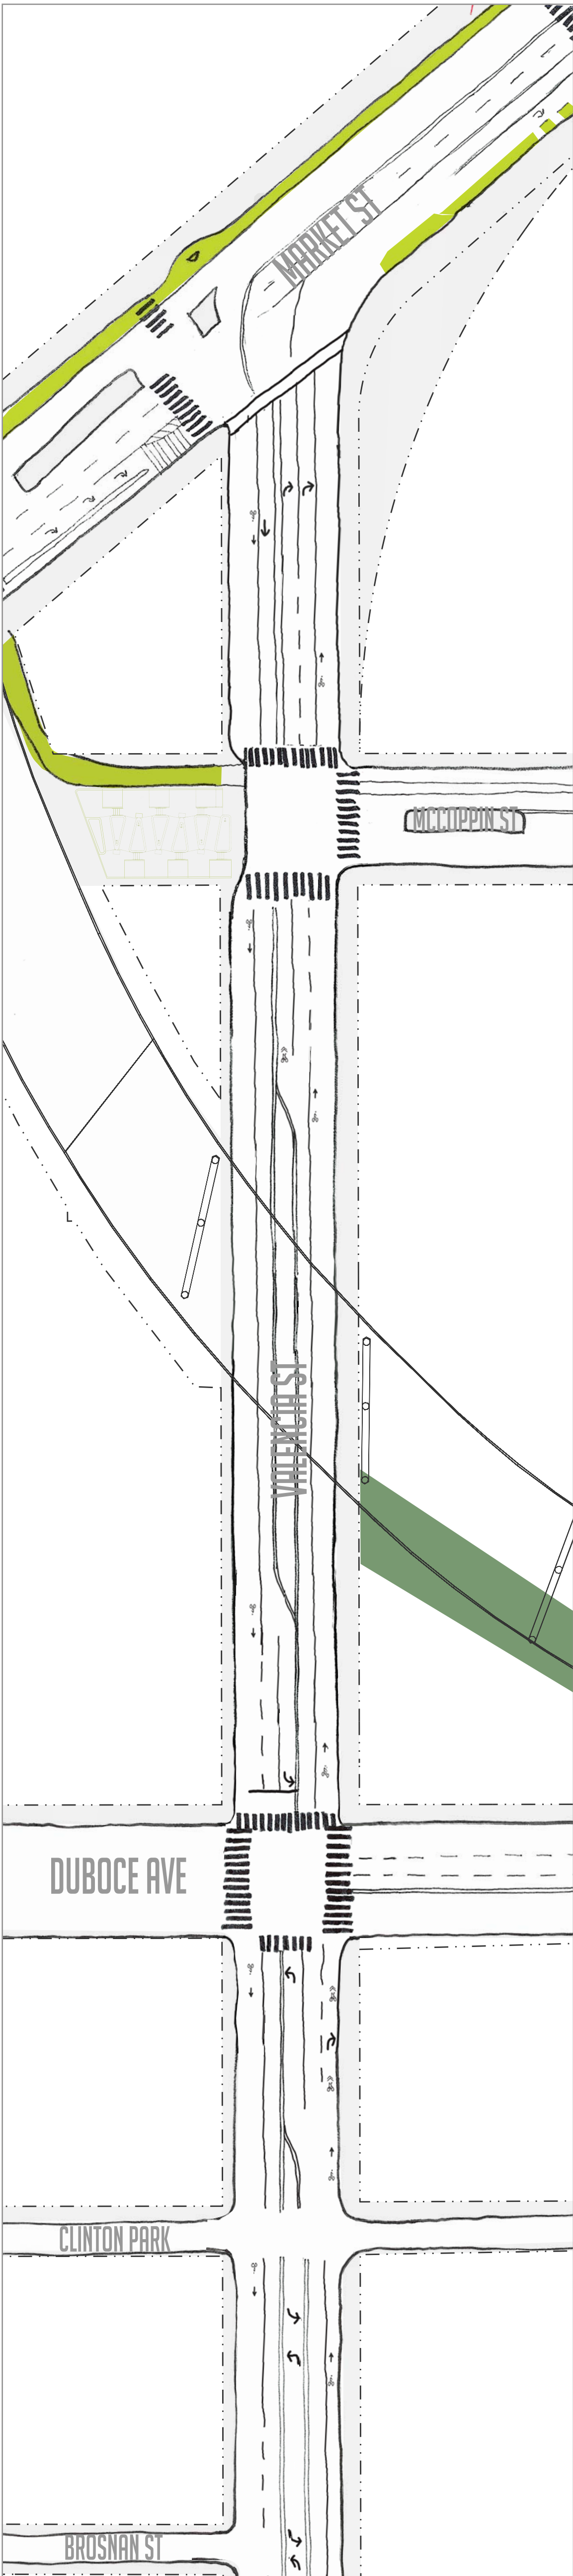 MARKET ST
MCCOPPIN ST
L
VALENCIA ST
DUBOCE AVE
CLINTON PARK
BROSNAN ST